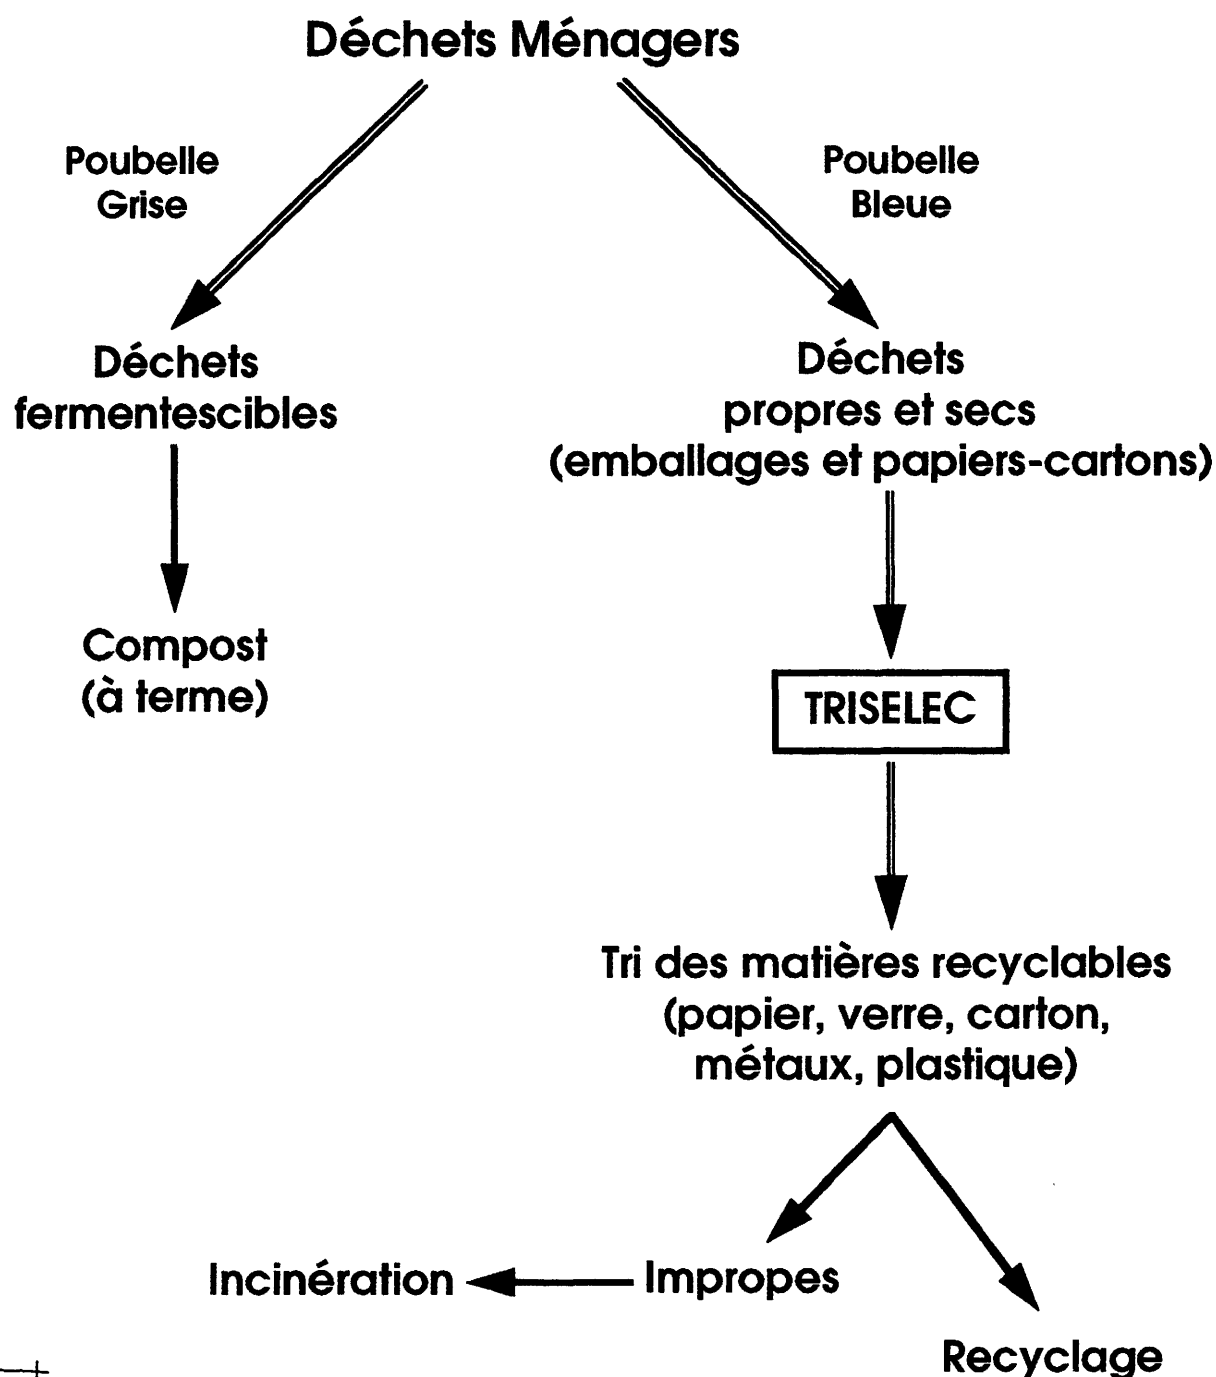 Déchets Ménagers
Poubelle
Grise
Poubelle
Bleue
Déchets
fermentescibles
Déchets
propres et secs
(emballages et papiers-cartons)
Compost
(à terme)
TRISELEC
Tri des matières recyclables
(papier, verre, carton,
métaux, plastique)
Incinération
Impropes
Recyclage